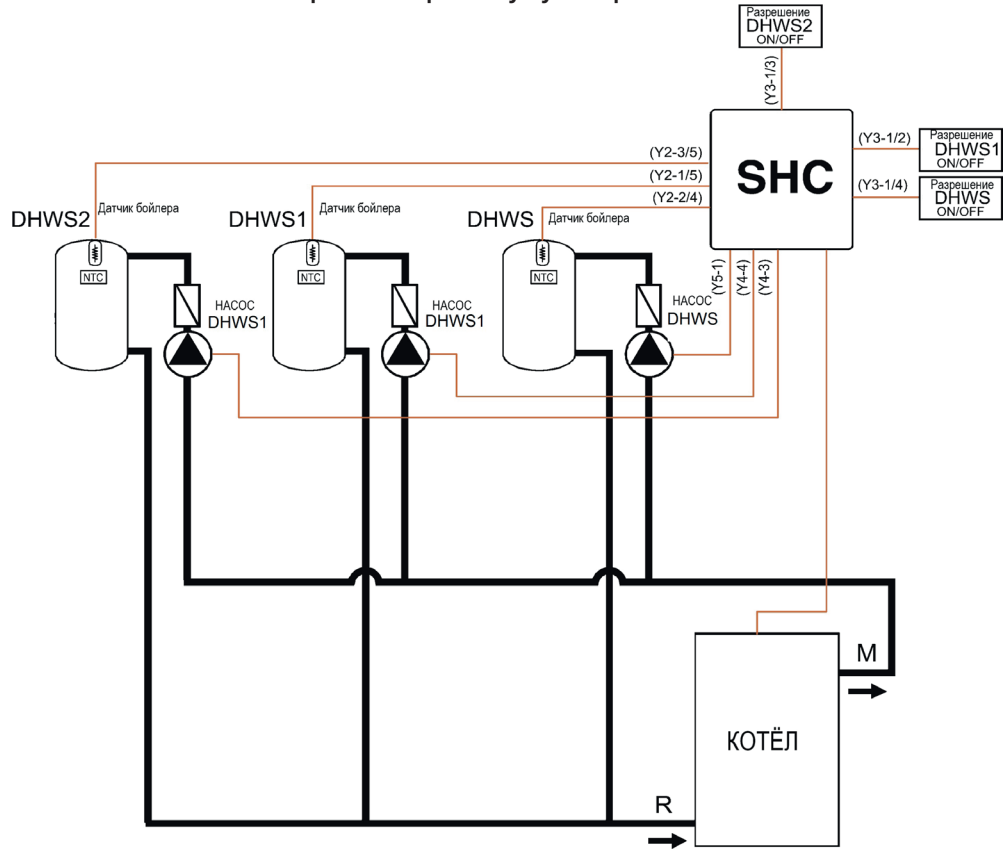 Разрешение
DHWS2
ON/OFF
(Y3-1/3)
SHC
(Y3-1/2)
Разрешение
DHWS1
ON/OFF
(Y3-1/4)
Разрешение
DHWS
ON/OFF
(Y2-3/5)
(Y2-1/5)
(Y2-2/4)
DHWS2
Датчик бойлера
DHWS1
Датчик бойлера
DHWS
Датчик бойлера
NTC
NTC
NTC
(Y5-1)
(Y4-4)
(Y4-3)
НАСОС
DHWS1
НАСОС
DHWS1
НАСОС
DHWS
M
КОТЁЛ
R